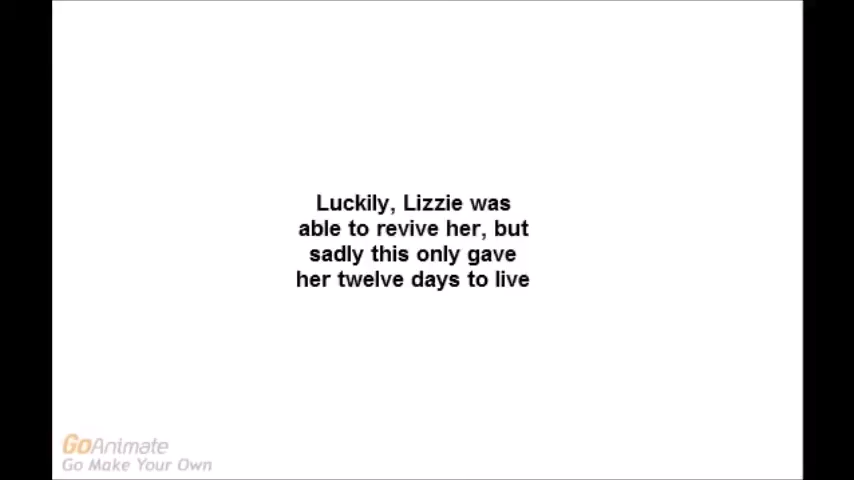 Luckily, Lizzie was
able to revive her, but
sadly this only gave
her twelve days to live
GoAnimate
Go Make Your Own